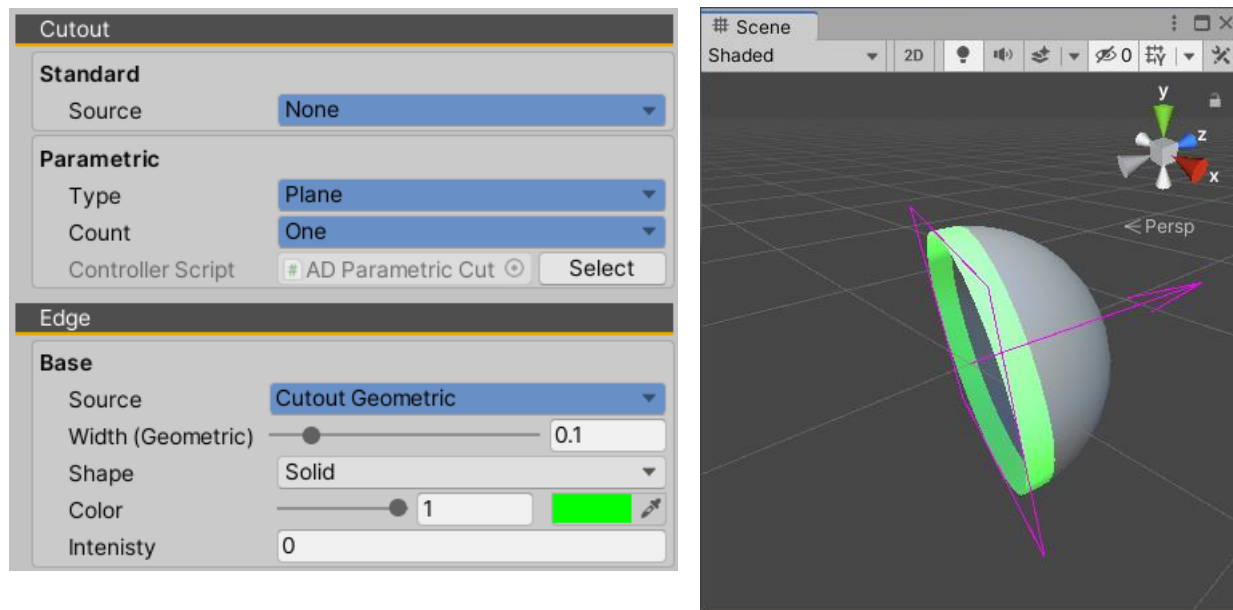 Cutout
Standard
Source None
Parametric
Type Plane
Count One
Controller Script # AD Parametric Cut Select
Edge
Base
Source Cutout Geometric
Width (Geometric) 0.1
Shape Solid
Color 1
Intenisty 0
Scene
Shaded 2D 0
y
z
x
Persp